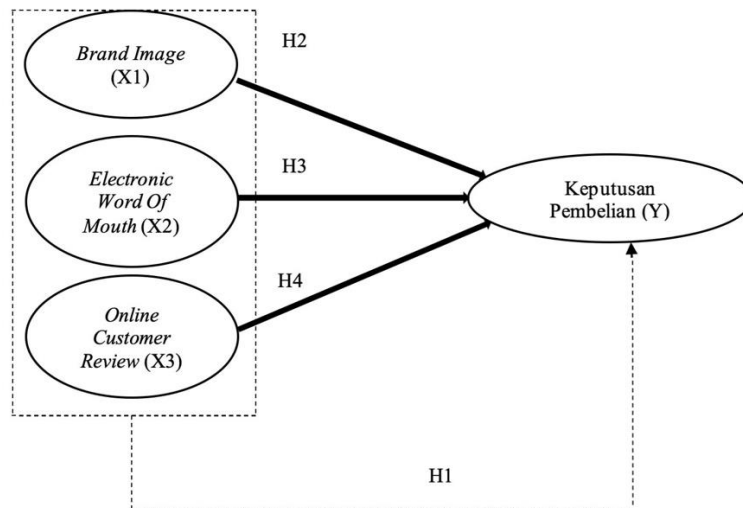 Brand Image
(X1)
H2
Electronic
Word Of
Mouth (X2)
H3
Keputusan
Pembelian (Y)
H4
Online
Customer
Review (X3)
H1